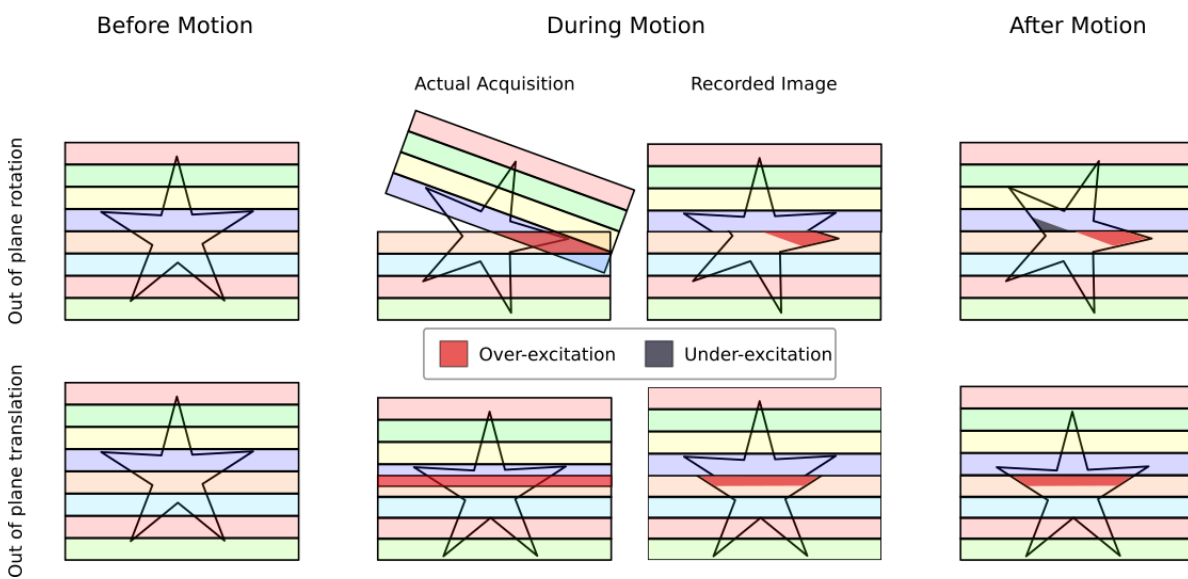 Before Motion
During Motion
After Motion
Actual Acquisition
Recorded Image
Out of plane rotation
Over-excitation
Under-excitation
Out of plane translation